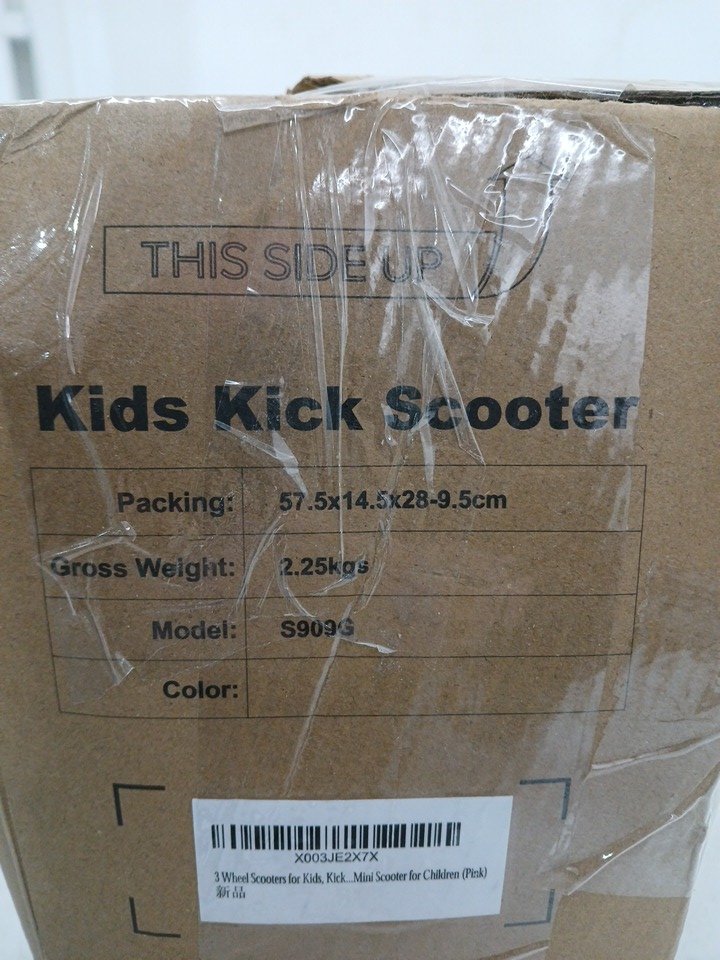 THIS SIDE UP
Kids Kick Scooter
Packing: 57.5x14.5x28-9.5cm
Gross Weight: 2.25kgs
Model: S909G
Color:
X003JE2X7X
3 Wheel Scooters for Kids, Kick...Mini Scooter for Children (Pink)
新品